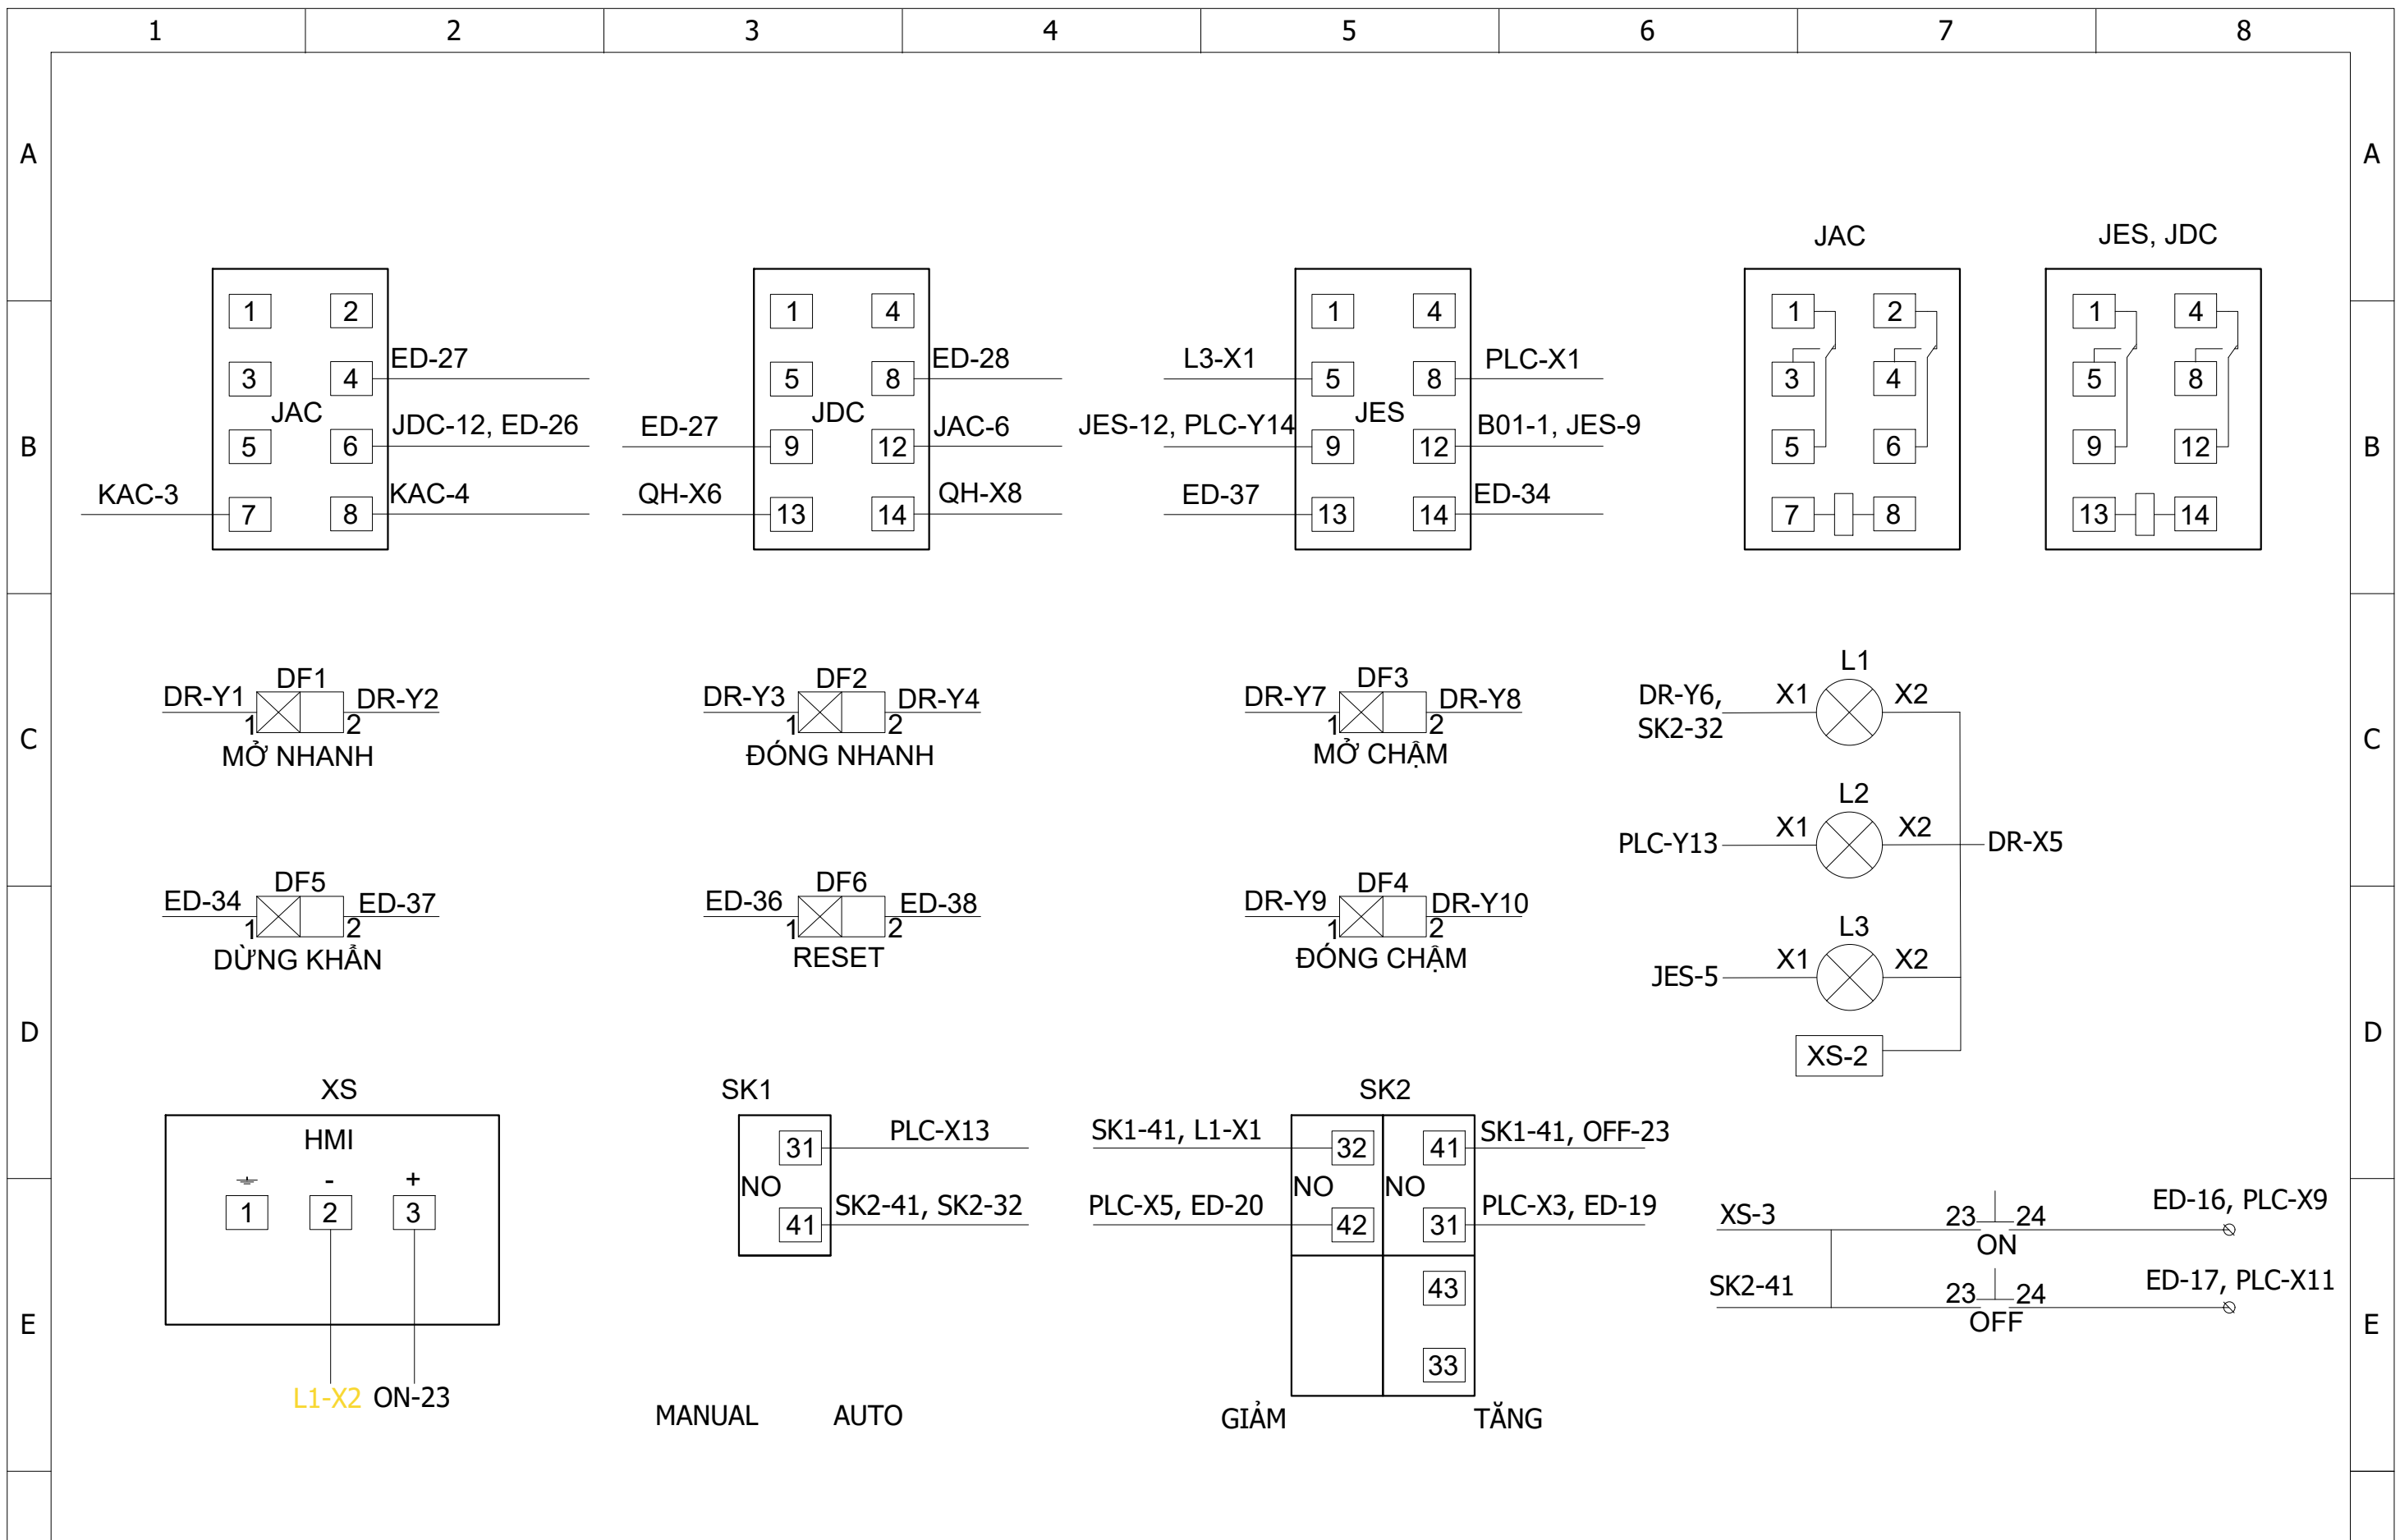 1 2 3 4 5 6 7 8
A A
JAC JES, JDC
1 2 1 4 1 4 1 2 1 4
ED-27 ED-28 L3-X1 PLC-X1
3 4 5 8 5 8 3 4 5 8
JAC JDC JES
JDC-12, ED-26 ED-27 JAC-6 JES-12, PLC-Y14 B01-1, JES-9
B 5 6 9 12 9 12 5 6 9 12 B
KAC-3 KAC-4 QH-X6 QH-X8 ED-37 ED-34
7 8 13 14 13 14 7 8 13 14
L1
DF1 DF2 DF3
DR-Y1 DR-Y2 DR-Y3 DR-Y4 DR-Y7 DR-Y8 DR-Y6, X1 X2
1 2 1 2 1 2 SK2-32
C C
MỞ NHANH ĐÓNG NHANH MỞ CHẬM
L2
PLC-Y13 X1 X2 DR-X5
DF5 DF6 DF4
ED-34 ED-37 ED-36 ED-38 DR-Y9 DR-Y10
1 2 1 2 1 2
DỪNG KHẨN RESET ĐÓNG CHẬM
L3
JES-5 X1 X2
D D
XS-2
XS SK1 SK2
HMI 31 PLC-X13 SK1-41, L1-X1 32 41 SK1-41, OFF-23
- + NO NO NO
1 2 3 41 SK2-41, SK2-32 PLC-X5, ED-20 42 31 PLC-X3, ED-19
XS-3 23 24 ED-16, PLC-X9
ON
43
SK2-41 23 24 ED-17, PLC-X11
OFF
E E
33
L1-X2 ON-23
MANUAL AUTO GIẢM TĂNG